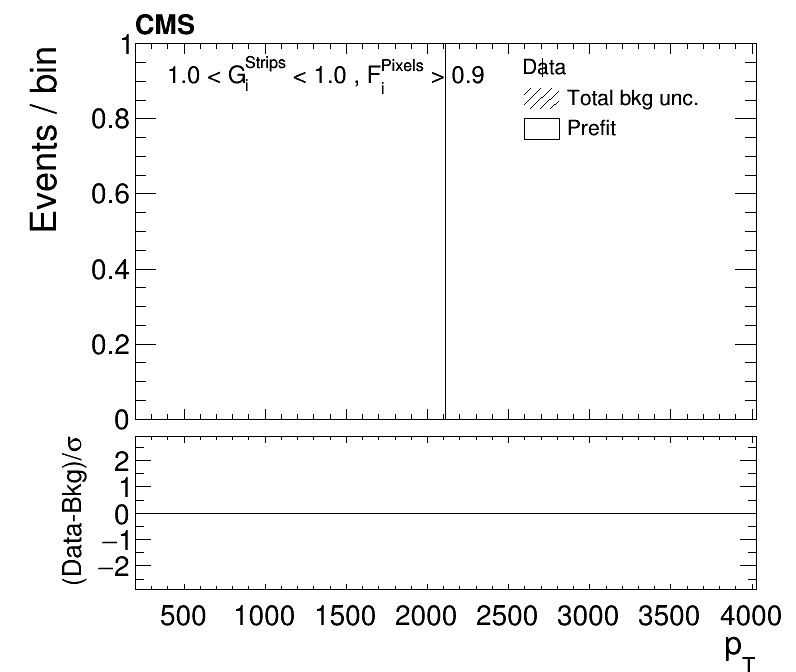 CMS
Events / bin
1
0.8
0.6
0.4
0.2
0
1.0 < G_i^Strips < 1.0 , F_i^Pixels > 0.9
Data
Total bkg unc.
Prefit
(Data-Bkg)/σ
2
1
0
−1
−2
500 1000 1500 2000 2500 3000 3500 4000
p_T